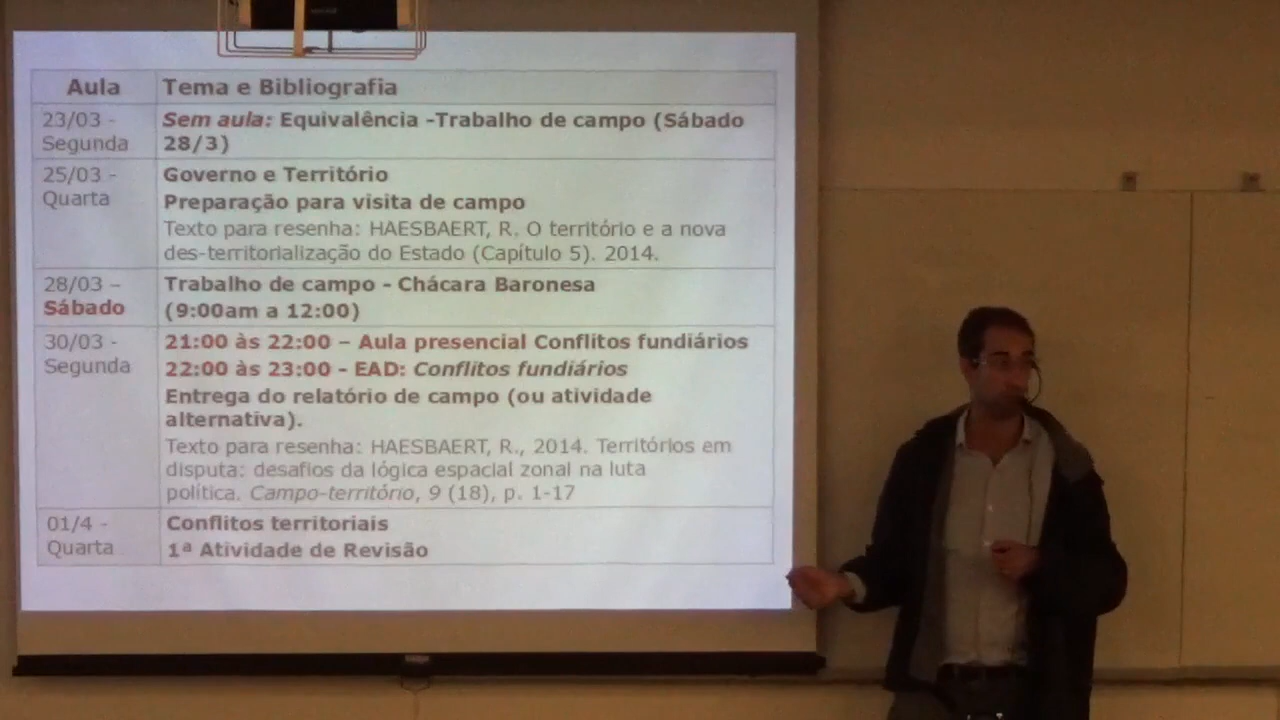 Aula Tema e Bibliografia
23/03 - Sem aula: Equivalência -Trabalho de campo (Sábado
Segunda 28/3)
25/03 - Governo e Território
Quarta Preparação para visita de campo
Texto para resenha: HAESBAERT, R. O território e a nova
des-territorialização do Estado (Capítulo 5). 2014.
28/03 – Trabalho de campo - Chácara Baronesa
Sábado (9:00am a 12:00)
30/03 - 21:00 às 22:00 – Aula presencial Conflitos fundiários
Segunda 22:00 às 23:00 - EAD: Conflitos fundiários
Entrega do relatório de campo (ou atividade
alternativa).
Texto para resenha: HAESBAERT, R., 2014. Territórios em
disputa: desafios da lógica espacial zonal na luta
política. Campo-território, 9 (18), p. 1-17
01/4 - Conflitos territoriais
Quarta 1ª Atividade de Revisão